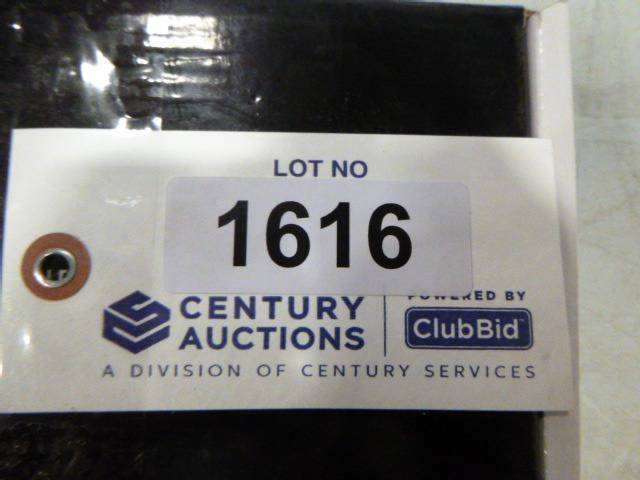 LOT NO
1616
CENTURY
AUCTIONS
POWERED BY
ClubBid
A DIVISION OF CENTURY SERVICES